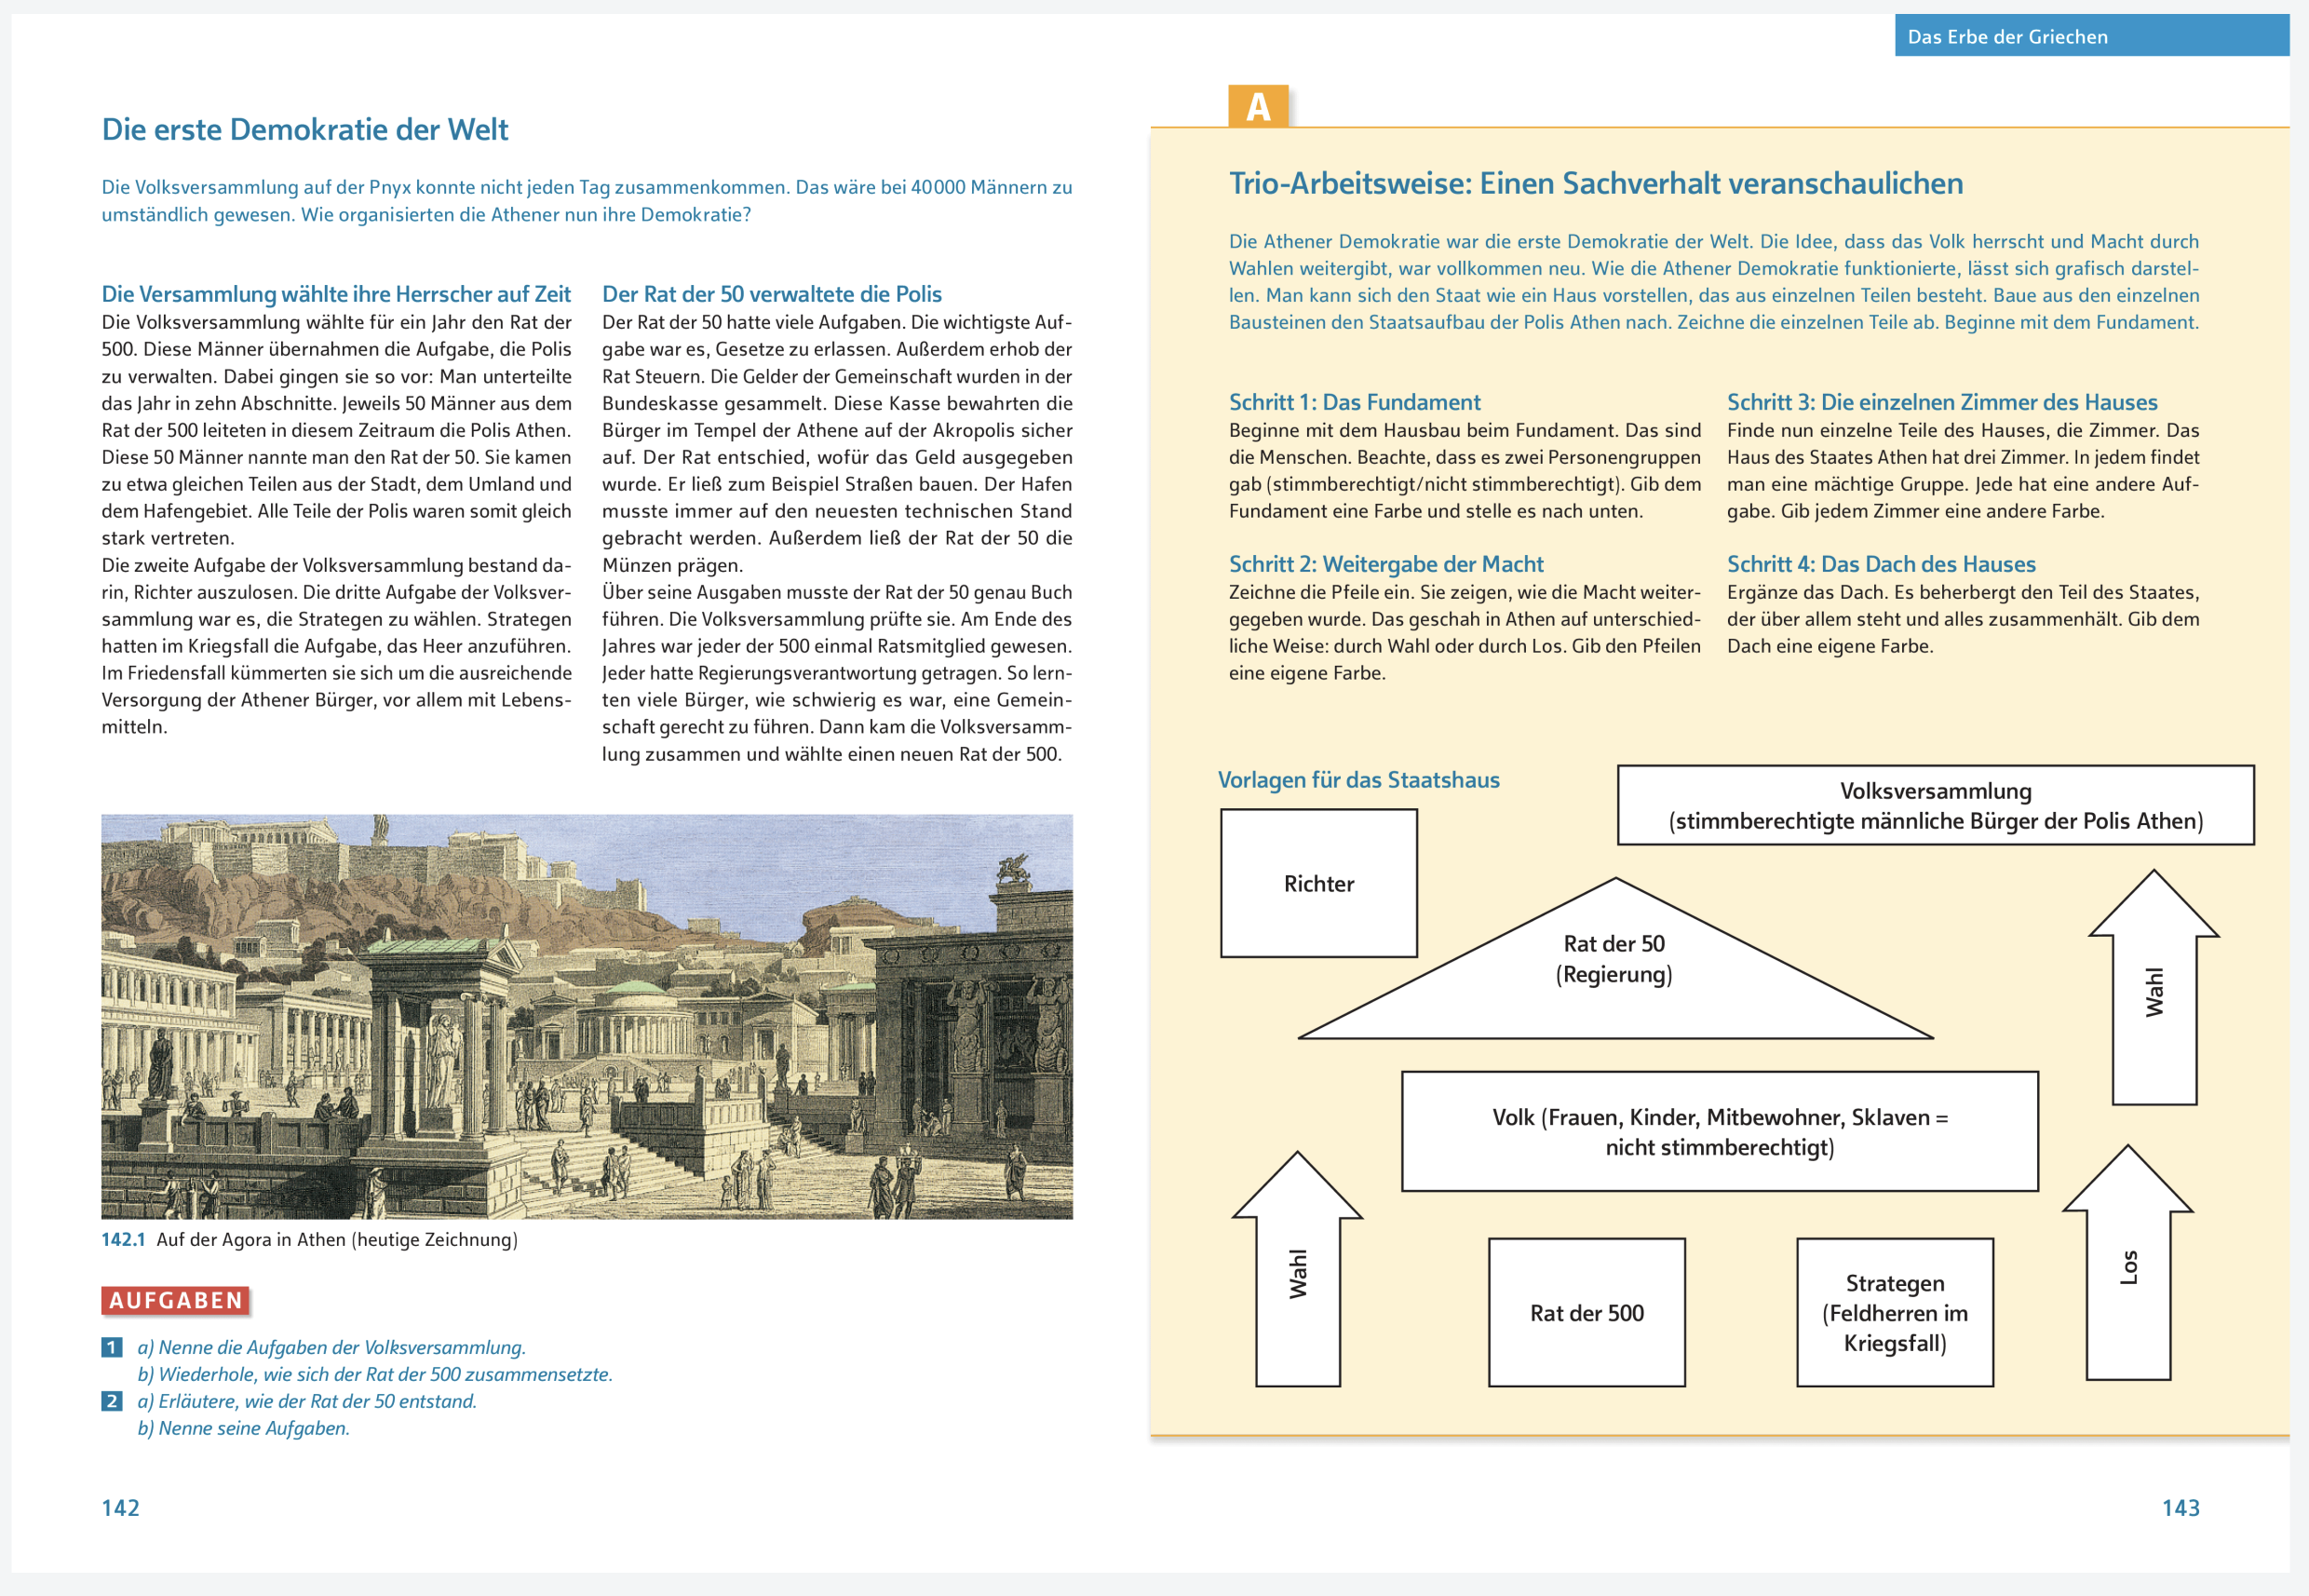 Das Erbe der Griechen
Die erste Demokratie der Welt
Die Volksversammlung auf der Pnyx konnte nicht jeden Tag zusammenkommen. Das wäre bei 40000 Männern zu
umständlich gewesen. Wie organisierten die Athener nun ihre Demokratie?
Die Versammlung wählte ihre Herrscher auf Zeit
Die Volksversammlung wählte für ein Jahr den Rat der
500. Diese Männer übernahmen die Aufgabe, die Polis
zu verwalten. Dabei gingen sie so vor: Man unterteilte
das Jahr in zehn Abschnitte. Jeweils 50 Männer aus dem
Rat der 500 leiteten in diesem Zeitraum die Polis Athen.
Diese 50 Männer nannte man den Rat der 50. Sie kamen
zu etwa gleichen Teilen aus der Stadt, dem Umland und
dem Hafengebiet. Alle Teile der Polis waren somit gleich
stark vertreten.
Die zweite Aufgabe der Volksversammlung bestand da-
rin, Richter auszulosen. Die dritte Aufgabe der Volksver-
sammlung war es, die Strategen zu wählen. Strategen
hatten im Kriegsfall die Aufgabe, das Heer anzuführen.
Im Friedensfall kümmerten sie sich um die ausreichende
Versorgung der Athener Bürger, vor allem mit Lebens-
mitteln.
Der Rat der 50 verwaltete die Polis
Der Rat der 50 hatte viele Aufgaben. Die wichtigste Auf-
gabe war es, Gesetze zu erlassen. Außerdem erhob der
Rat Steuern. Die Gelder der Gemeinschaft wurden in der
Bundeskasse gesammelt. Diese Kasse bewahrten die
Bürger im Tempel der Athene auf der Akropolis sicher
auf. Der Rat entschied, wofür das Geld ausgegeben
wurde. Er ließ zum Beispiel Straßen bauen. Der Hafen
musste immer auf den neuesten technischen Stand
gebracht werden. Außerdem ließ der Rat der 50 die
Münzen prägen.
Über seine Ausgaben musste der Rat der 50 genau Buch
führen. Die Volksversammlung prüfte sie. Am Ende des
Jahres war jeder der 500 einmal Ratsmitglied gewesen.
Jeder hatte Regierungsverantwortung getragen. So lern-
ten viele Bürger, wie schwierig es war, eine Gemein-
schaft gerecht zu führen. Dann kam die Volksversamm-
lung zusammen und wählte einen neuen Rat der 500.
142.1 Auf der Agora in Athen (heutige Zeichnung)
AUFGABEN
1 a) Nenne die Aufgaben der Volksversammlung.
b) Wiederhole, wie sich der Rat der 500 zusammensetzte.
2 a) Erläutere, wie der Rat der 50 entstand.
b) Nenne seine Aufgaben.
142
A
Trio-Arbeitsweise: Einen Sachverhalt veranschaulichen
Die Athener Demokratie war die erste Demokratie der Welt. Die Idee, dass das Volk herrscht und Macht durch
Wahlen weitergibt, war vollkommen neu. Wie die Athener Demokratie funktionierte, lässt sich grafisch darstel-
len. Man kann sich den Staat wie ein Haus vorstellen, das aus einzelnen Teilen besteht. Baue aus den einzelnen
Bausteinen den Staatsaufbau der Polis Athen nach. Zeichne die einzelnen Teile ab. Beginne mit dem Fundament.
Schritt 1: Das Fundament
Beginne mit dem Hausbau beim Fundament. Das sind
die Menschen. Beachte, dass es zwei Personengruppen
gab (stimmberechtigt/nicht stimmberechtigt). Gib dem
Fundament eine Farbe und stelle es nach unten.
Schritt 2: Weitergabe der Macht
Zeichne die Pfeile ein. Sie zeigen, wie die Macht weiter-
gegeben wurde. Das geschah in Athen auf unterschied-
liche Weise: durch Wahl oder durch Los. Gib den Pfeilen
eine eigene Farbe.
Schritt 3: Die einzelnen Zimmer des Hauses
Finde nun einzelne Teile des Hauses, die Zimmer. Das
Haus des Staates Athen hat drei Zimmer. In jedem findet
man eine mächtige Gruppe. Jede hat eine andere Auf-
gabe. Gib jedem Zimmer eine andere Farbe.
Schritt 4: Das Dach des Hauses
Ergänze das Dach. Es beherbergt den Teil des Staates,
der über allem steht und alles zusammenhält. Gib dem
Dach eine eigene Farbe.
Vorlagen für das Staatshaus
Volksversammlung
(stimmberechtigte männliche Bürger der Polis Athen)
Richter
Rat der 50
(Regierung)
Wahl
Volk (Frauen, Kinder, Mitbewohner, Sklaven =
nicht stimmberechtigt)
Wahl
Rat der 500
Strategen
(Feldherren im
Kriegsfall)
Los
143